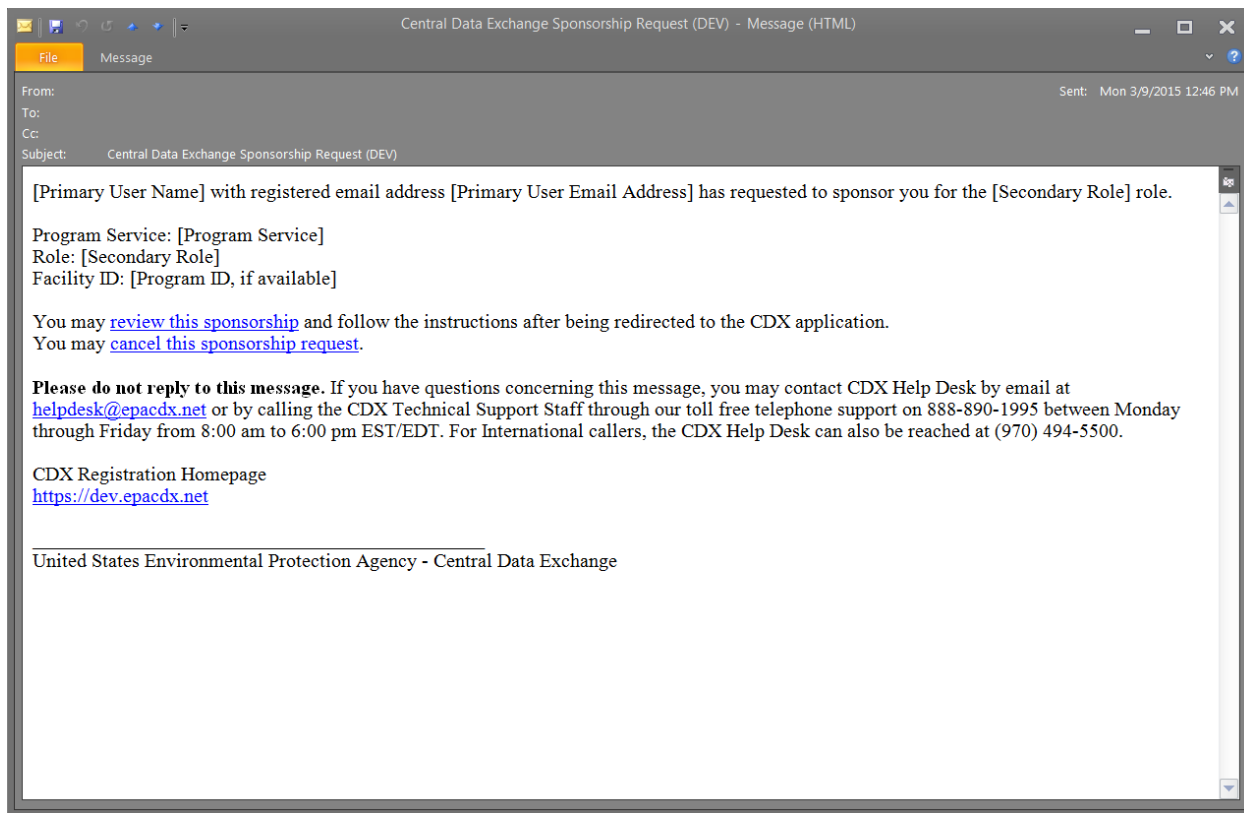 Central Data Exchange Sponsorship Request (DEV) - Message (HTML)
File Message
From:
Sent: Mon 3/9/2015 12:46 PM
To:
Cc:
Subject: Central Data Exchange Sponsorship Request (DEV)
[Primary User Name] with registered email address [Primary User Email Address] has requested to sponsor you for the [Secondary Role] role.
Program Service: [Program Service]
Role: [Secondary Role]
Facility ID: [Program ID, if available]
You may review this sponsorship and follow the instructions after being redirected to the CDX application.
You may cancel this sponsorship request.
Please do not reply to this message. If you have questions concerning this message, you may contact CDX Help Desk by email at
helpdesk@epacdx.net or by calling the CDX Technical Support Staff through our toll free telephone support on 888-890-1995 between Monday
through Friday from 8:00 am to 6:00 pm EST/EDT. For International callers, the CDX Help Desk can also be reached at (970) 494-5500.
CDX Registration Homepage
https://dev.epacdx.net
United States Environmental Protection Agency - Central Data Exchange